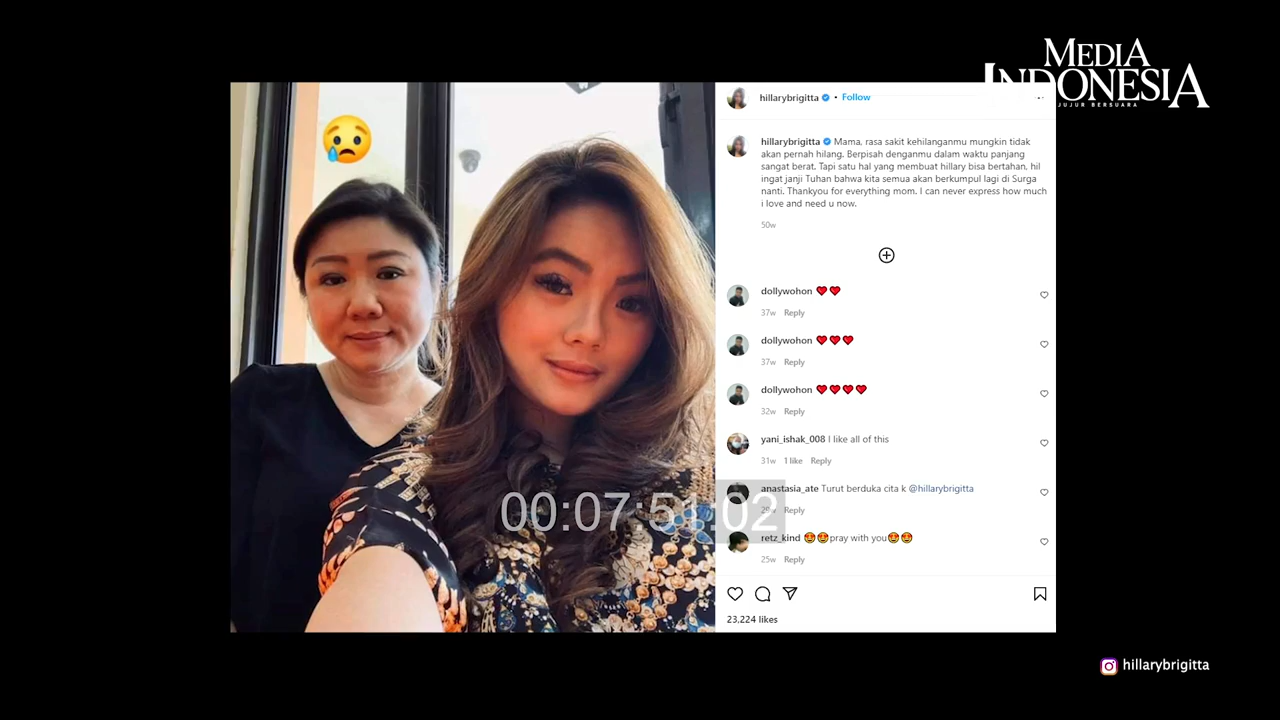 MEDIA
INDONESIA
JUJUR BERSUARA
hillarybrigitta • Follow
hillarybrigitta Mama, rasa sakit kehilanganmu mungkin tidak
akan pernah hilang, Berpisah denganmu dalam waktu panjang
sangat berat. Tapi satu hal yang membuat hillary bisa bertahan, hil
ingat janji Tuhan bahwa kita semua akan berkumpul lagi di Surga
nanti. Thankyou for everything mom. I can never express how much
i love and need u now.
50w
dollywohon ❤️❤️
37w Reply
dollywohon ❤️❤️❤️
37w Reply
dollywohon ❤️❤️❤️❤️
32w Reply
yani_ishak_008 I like all of this
31w 1 like Reply
anastasia_ate Turut berduka cita k @hillarybrigitta
29w Reply
retz_kind 😍😍pray with you😍😍
25w Reply
23,224 likes
00:07:51:02
hillarybrigitta